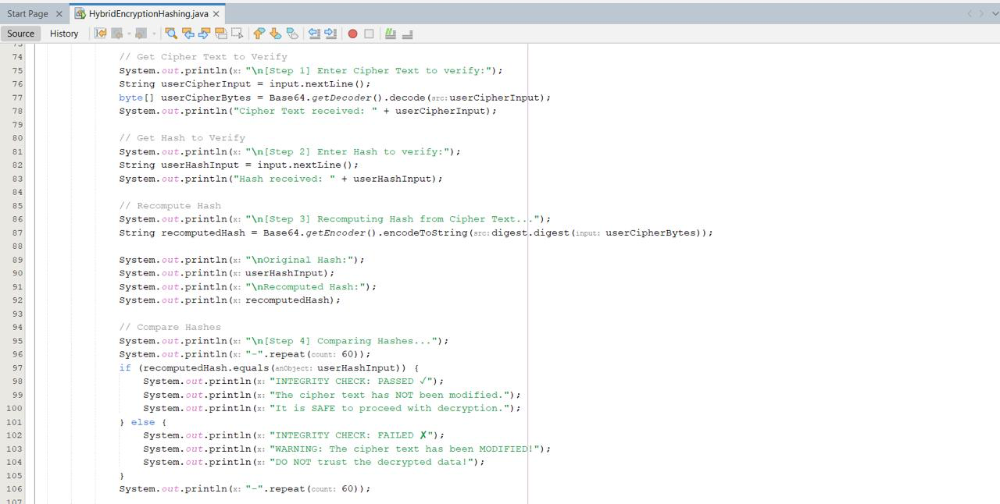 Start Page HybridEncryptionHashing.java
Source History
73
74 // Get Cipher Text to Verify
75 System.out.println(x: "\n[Step 1] Enter Cipher Text to verify:");
76 String userCipherInput = input.nextLine();
77 byte[] userCipherBytes = Base64.getDecoder().decode(src:userCipherInput);
78 System.out.println("Cipher Text received: " + userCipherInput);
79
80 // Get Hash to Verify
81 System.out.println(x: "\n[Step 2] Enter Hash to verify:");
82 String userHashInput = input.nextLine();
83 System.out.println("Hash received: " + userHashInput);
84
85 // Recompute Hash
86 System.out.println(x: "\n[Step 3] Recomputing Hash from Cipher Text...");
87 String recomputedHash = Base64.getEncoder().encodeToString(src:digest.digest(input: userCipherBytes));
88
89 System.out.println(x: "\nOriginal Hash:");
90 System.out.println(x: userHashInput);
91 System.out.println(x: "\nRecomputed Hash:");
92 System.out.println(x: recomputedHash);
93
94 // Compare Hashes
95 System.out.println(x: "\n[Step 4] Comparing Hashes...");
96 System.out.println(x: "-".repeat(count: 60));
97 if (recomputedHash.equals(anObject: userHashInput)) {
98 System.out.println(x: "INTEGRITY CHECK: PASSED ✓");
99 System.out.println(x: "The cipher text has NOT been modified.");
100 System.out.println(x: "It is SAFE to proceed with decryption.");
101 } else {
102 System.out.println(x: "INTEGRITY CHECK: FAILED ✗");
103 System.out.println(x: "WARNING: The cipher text has been MODIFIED!");
104 System.out.println(x: "DO NOT trust the decrypted data!");
105 }
106 System.out.println(x: "-".repeat(count: 60));
107